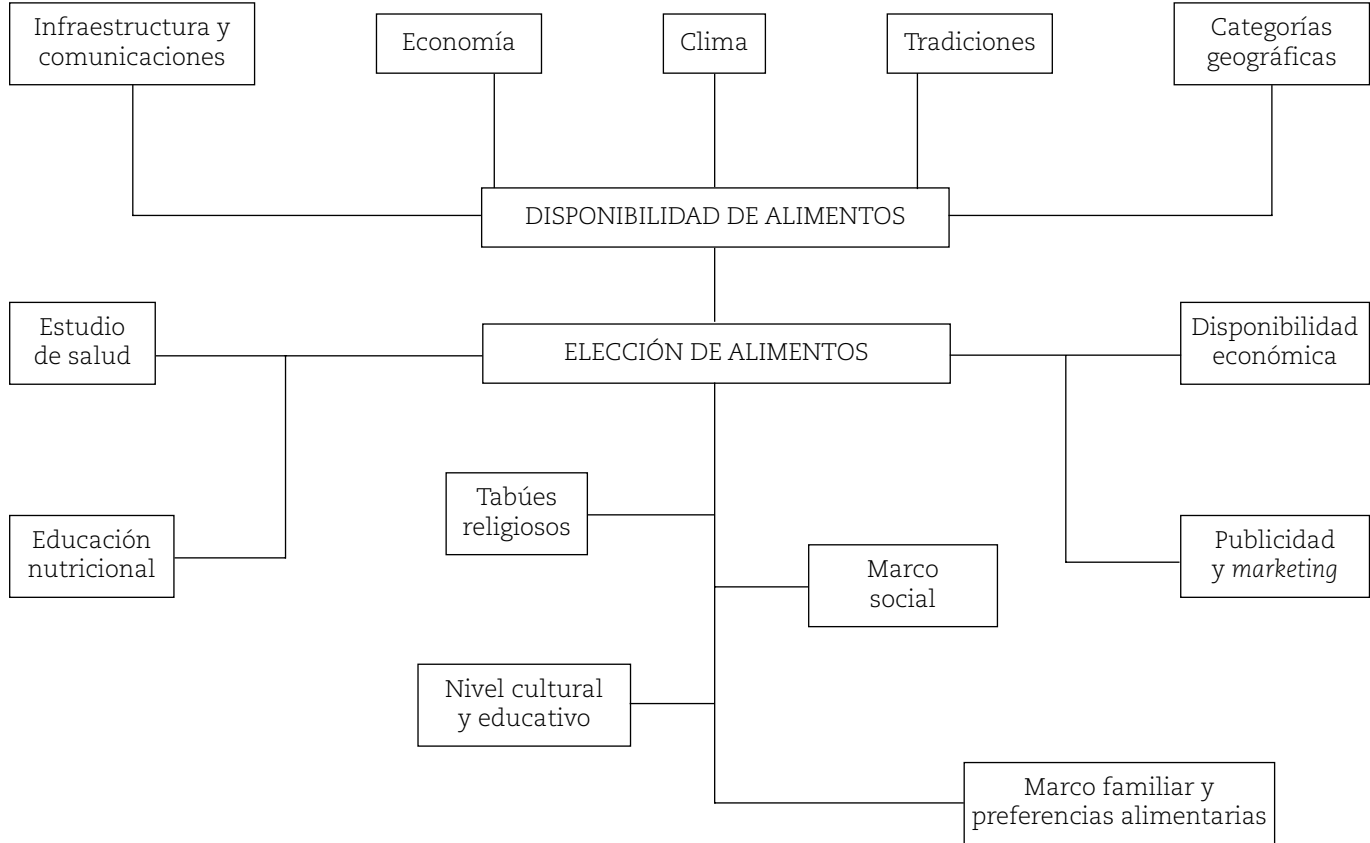 Infraestructura y
comunicaciones
Economía
Clima
Tradiciones
Categorías
geográficas
DISPONIBILIDAD DE ALIMENTOS
Estudio
de salud
ELECCIÓN DE ALIMENTOS
Disponibilidad
económica
Tabúes
religiosos
Educación
nutricional
Publicidad
y marketing
Marco
social
Nivel cultural
y educativo
Marco familiar y
preferencias alimentarias